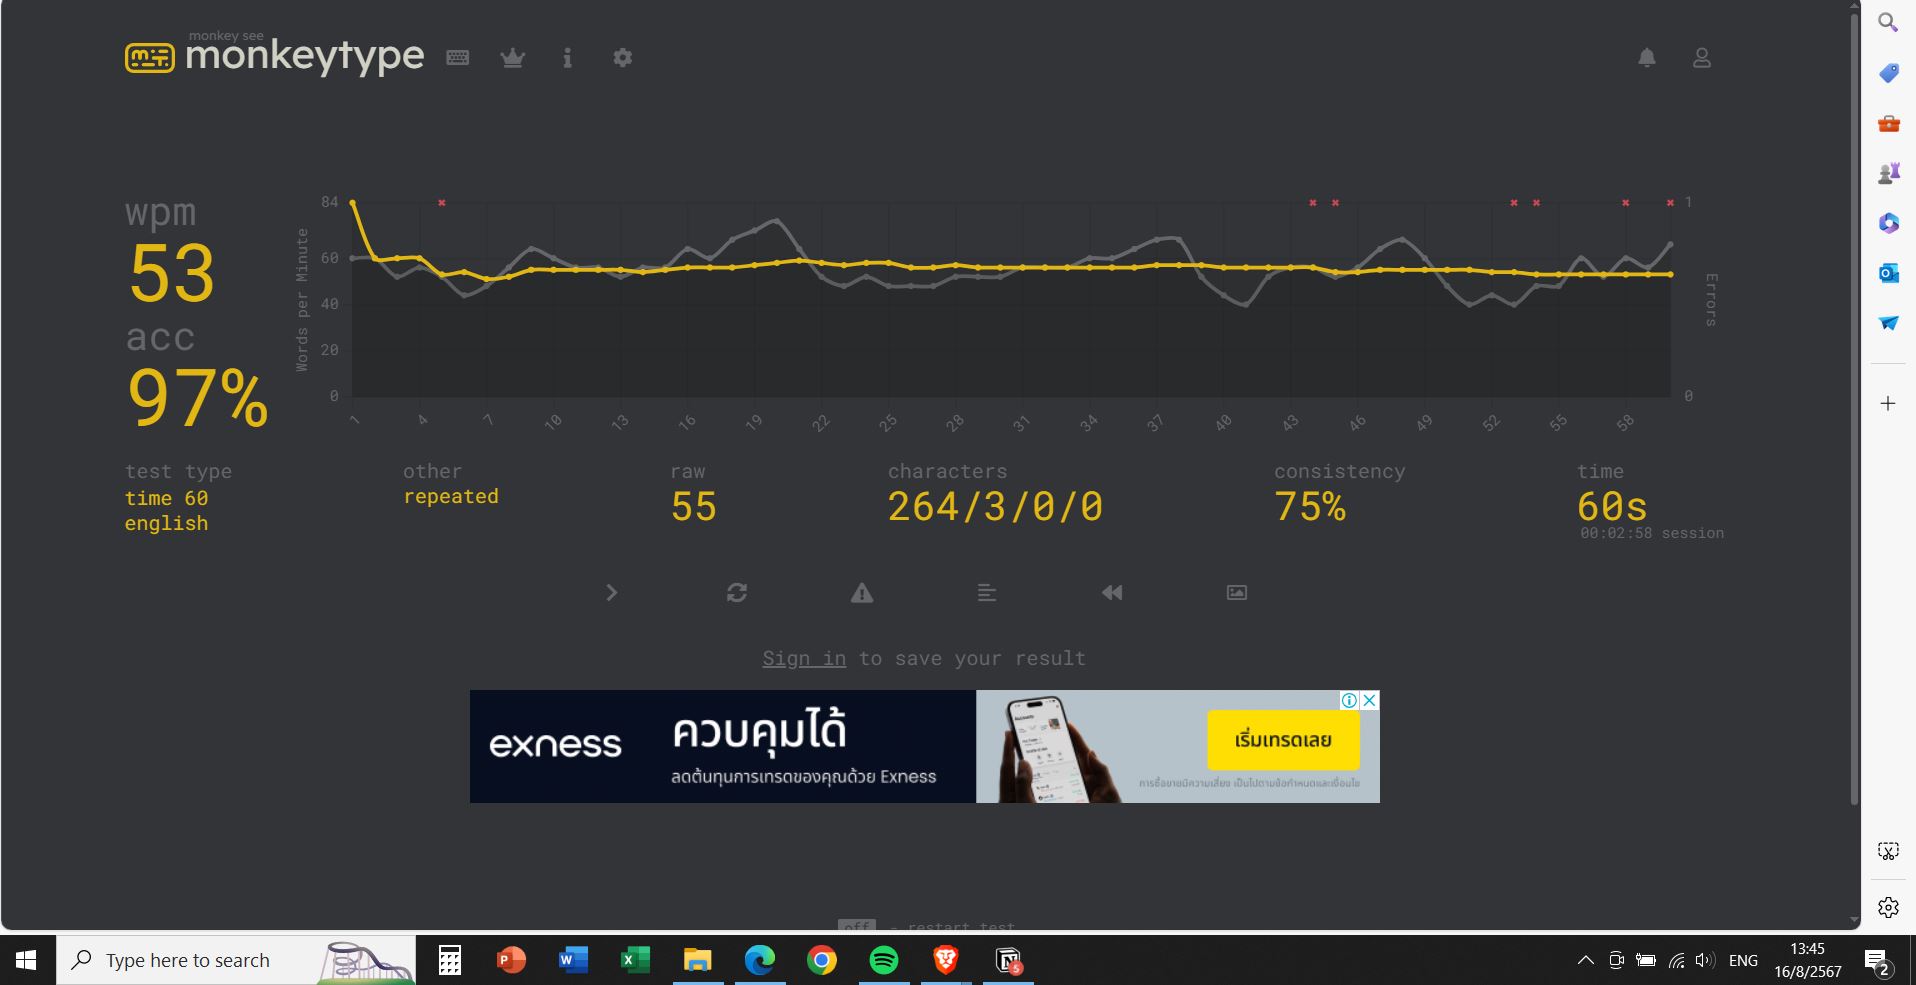 monkey see
monkeytype
wpm
53
acc
97%
Words per Minute
84
60
40
20
0
1
0
Errors
1 4 7 10 13 16 19 22 25 28 31 34 37 40 43 46 49 52 55 58
test type
time 60
english
other
repeated
raw
55
characters
264/3/0/0
consistency
75%
time
60s
00:02:58 session
Sign in to save your result
exness
ควบคุมได้
ลดต้นทุนการเทรดของคุณด้วย Exness
เริ่มเทรดเลย
การซื้อขายมีความเสี่ยง เป็นไปตามข้อกำหนดและเงื่อนไข
- restart test
Type here to search
ENG
13:45
16/8/2567
5
2